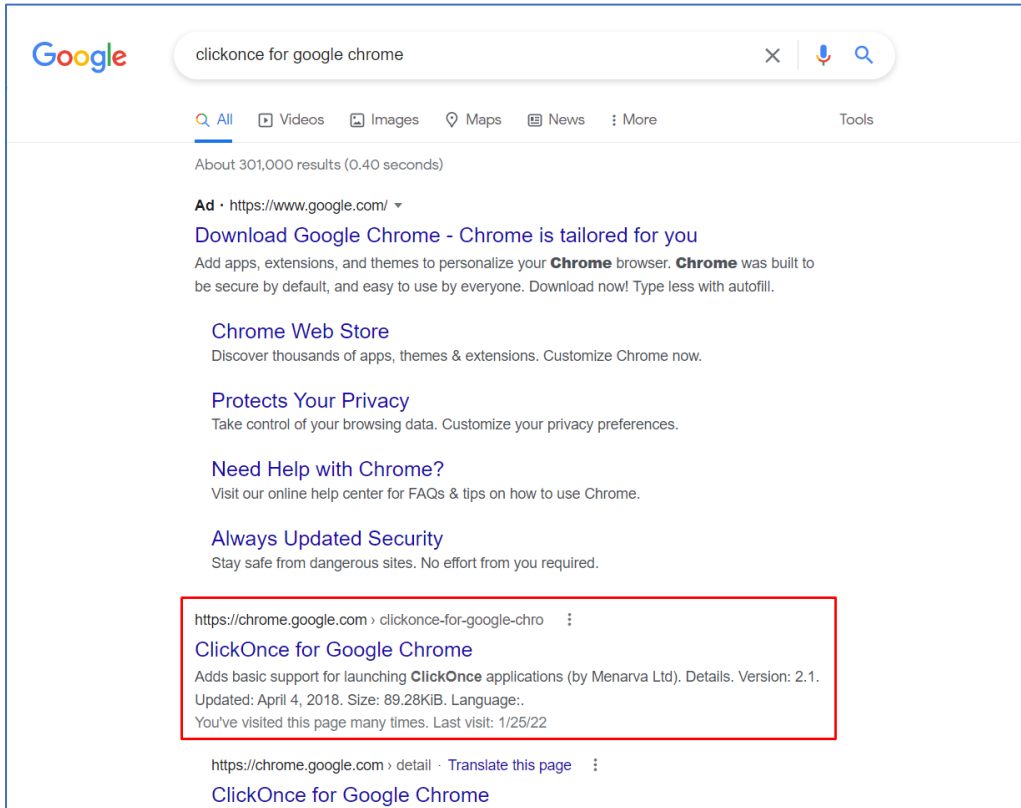 Google
clickonce for google chrome
All Videos Images Maps News More Tools
About 301,000 results (0.40 seconds)
Ad · https://www.google.com/
Download Google Chrome - Chrome is tailored for you
Add apps, extensions, and themes to personalize your Chrome browser. Chrome was built to
be secure by default, and easy to use by everyone. Download now! Type less with autofill.
Chrome Web Store
Discover thousands of apps, themes & extensions. Customize Chrome now.
Protects Your Privacy
Take control of your browsing data. Customize your privacy preferences.
Need Help with Chrome?
Visit our online help center for FAQs & tips on how to use Chrome.
Always Updated Security
Stay safe from dangerous sites. No effort from you required.
https://chrome.google.com › clickonce-for-google-chro
ClickOnce for Google Chrome
Adds basic support for launching ClickOnce applications (by Menarva Ltd). Details. Version: 2.1.
Updated: April 4, 2018. Size: 89.28KiB. Language:.
You've visited this page many times. Last visit: 1/25/22
https://chrome.google.com › detail · Translate this page
ClickOnce for Google Chrome